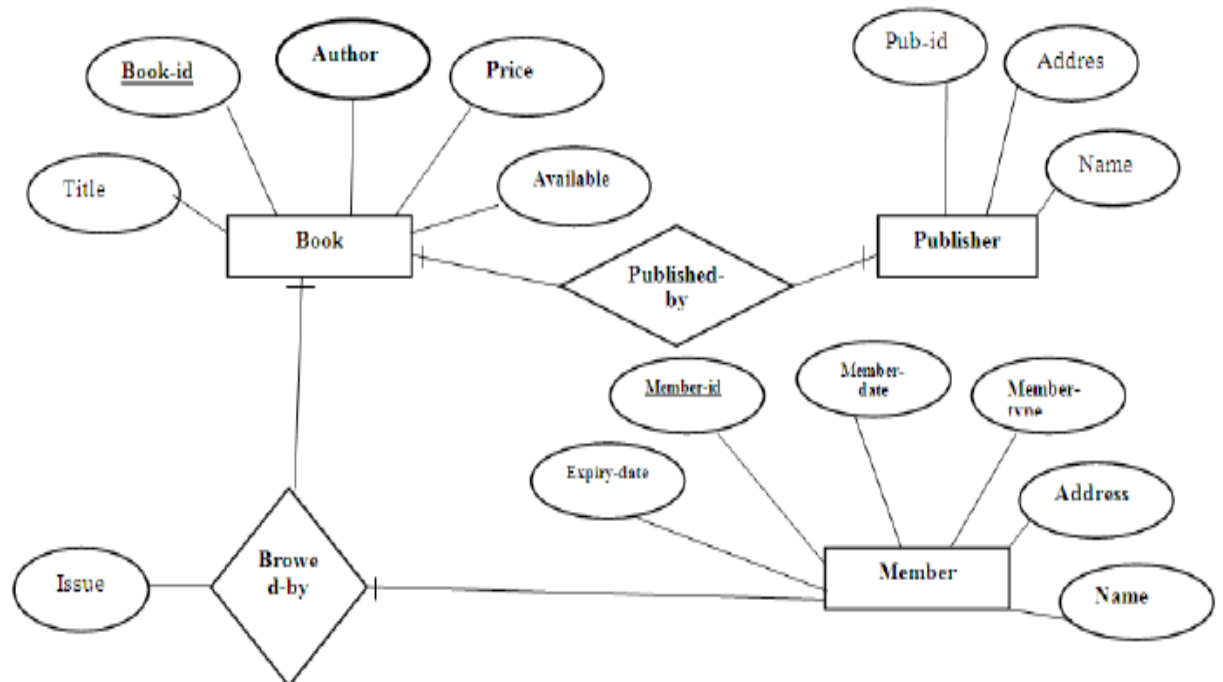 Pub-id
Author
Addres
Book-id
Price
Available
Title
Name
Book
Publisher
Published-
by
Member-
date
Member-id
Member-
type
Expiry-date
Address
Browe
d-by
Member
Issue
Name